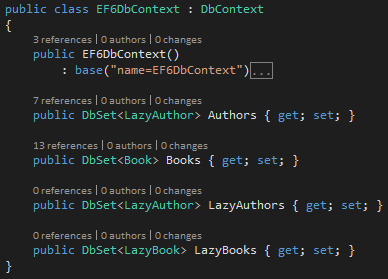 public class EF6DbContext : DbContext
{
3 references | 0 authors | 0 changes
public EF6DbContext()
: base("name=EF6DbContext")...
7 references | 0 authors | 0 changes
public DbSet<LazyAuthor> Authors { get; set; }
13 references | 0 authors | 0 changes
public DbSet<Book> Books { get; set; }
0 references | 0 authors | 0 changes
public DbSet<LazyAuthor> LazyAuthors { get; set; }
0 references | 0 authors | 0 changes
public DbSet<LazyBook> LazyBooks { get; set; }
}